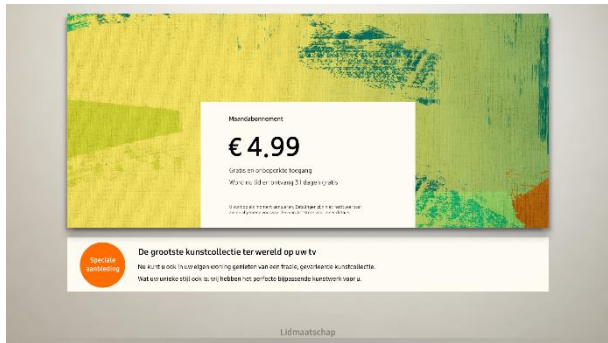 Maandabonnement
€ 4.99
Gratis en onbeperkte toegang
Word nu lid en ontvang 31 dagen gratis
Speciale
aanbieding
De grootste kunstcollectie ter wereld op uw tv
Nu kunt u ook in uw eigen woning genieten van een fraaie, gevarieerde kunstcollectie.
Wat uw unieke stijl ook is, wij hebben het perfecte bijpassende kunstwerk voor u.
Lidmaatschap